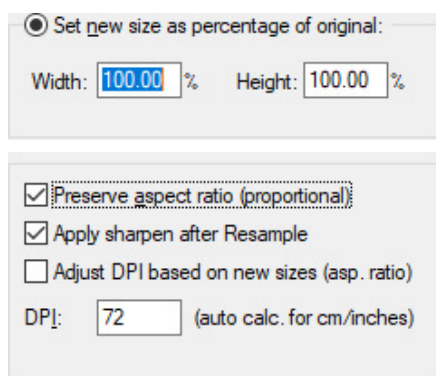 Set new size as percentage of original:
Width: 100.00 % Height: 100.00 %
Preserve aspect ratio (proportional)
Apply sharpen after Resample
Adjust DPI based on new sizes (asp. ratio)
DPI: 72 (auto calc. for cm/inches)